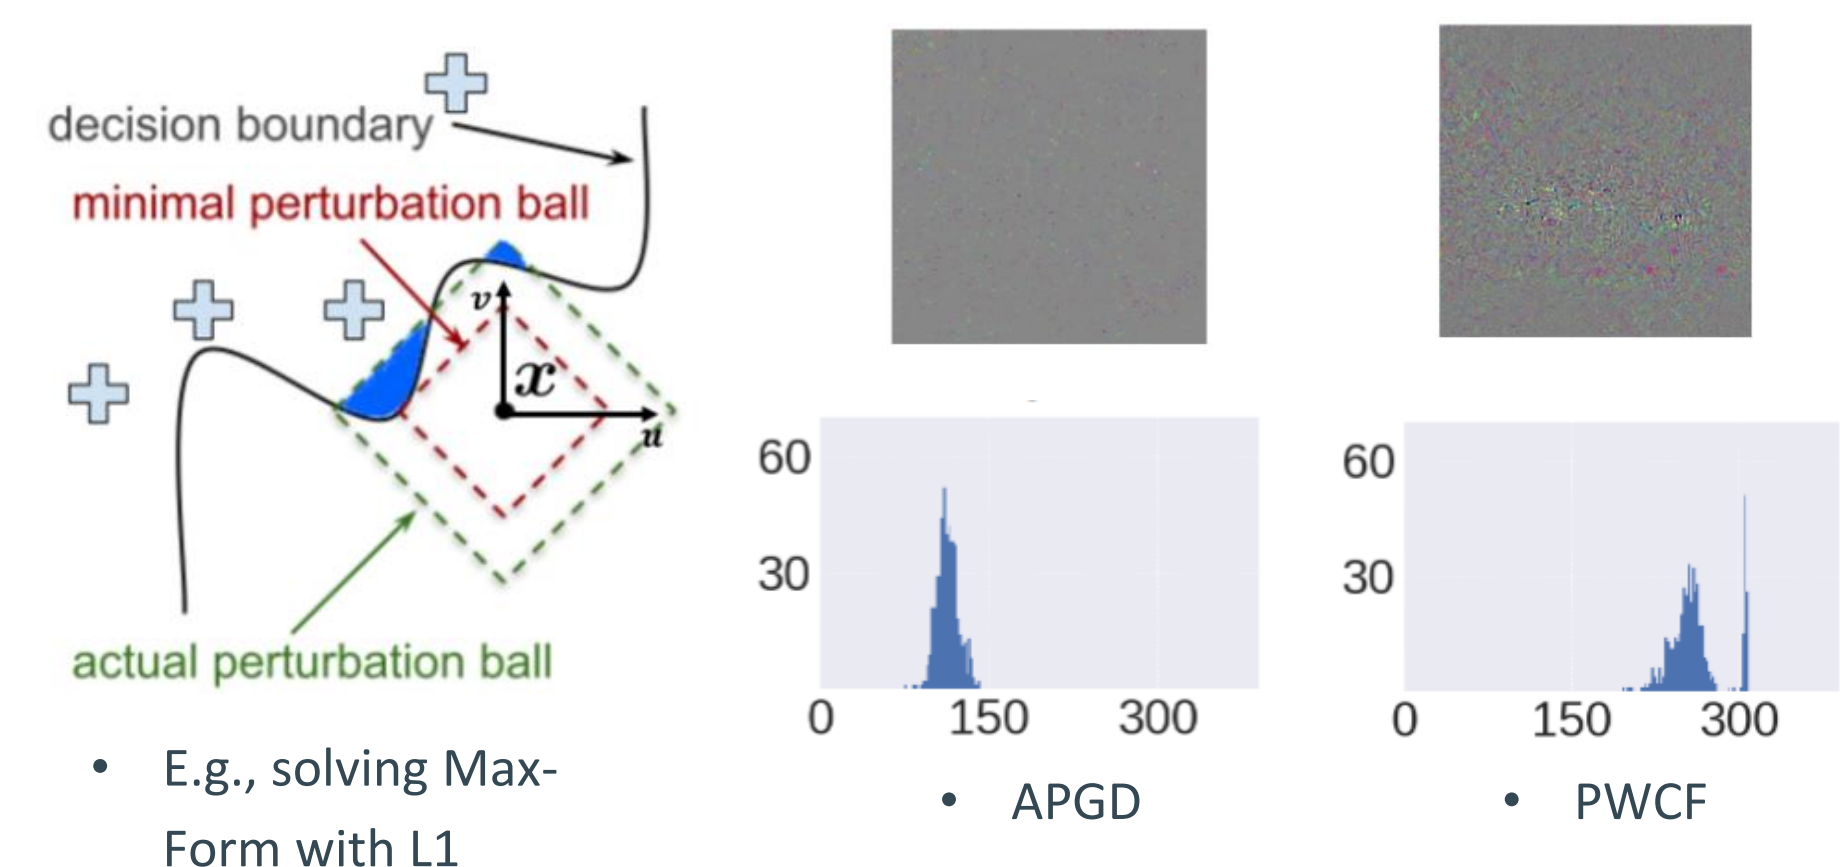 decision boundary
minimal perturbation ball
v
x
u
actual perturbation ball
• E.g., solving Max-
Form with L1
60
30
0 150 300
• APGD
60
30
0 150 300
• PWCF